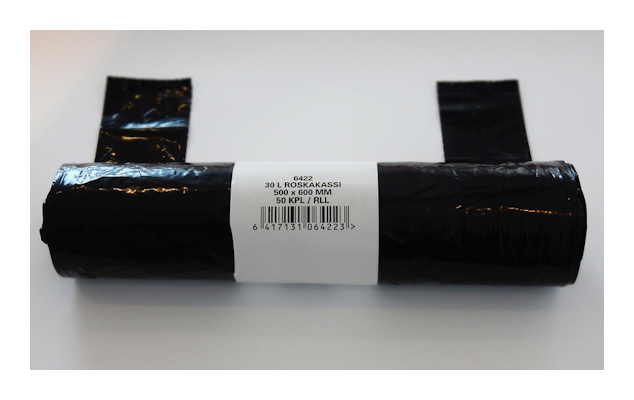 6422
30 L ROSKAKASSI
500 x 600 MM
50 KPL / RLL
6 417131 064223 >